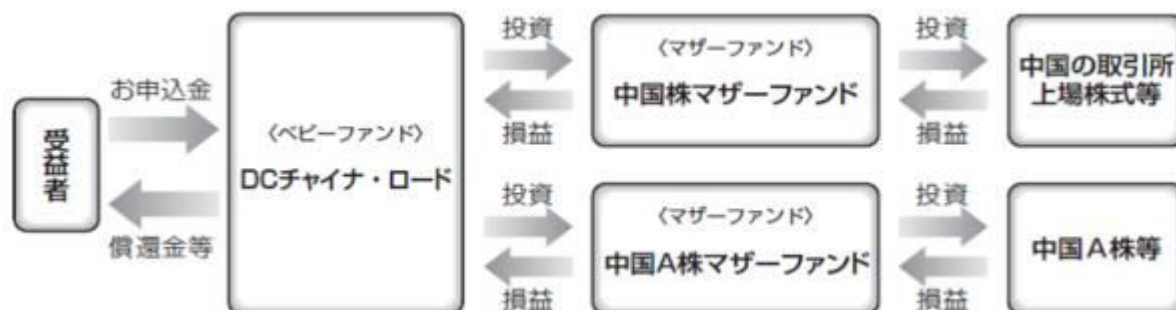 受益者
お申込金
償還金等
〈ベビーファンド〉
DCチャイナ・ロード
投資
損益
〈マザーファンド〉
中国株マザーファンド
投資
損益
中国の取引所
上場株式等
投資
損益
〈マザーファンド〉
中国A株マザーファンド
投資
損益
中国A株等